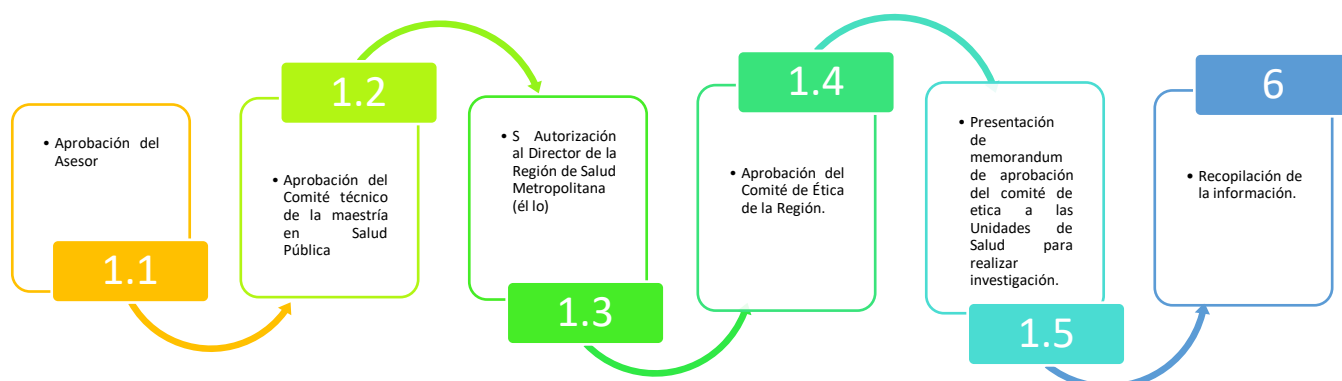 • Aprobación del
Asesor
1.1
1.2
• Aprobación del
Comité técnico
de la maestría
en Salud
Pública
• S Autorización
al Director de la
Región de Salud
Metropolitana
(él lo)
1.3
1.4
• Aprobación del
Comité de Ética
de la Región.
• Presentación
de
memorandum
de aprobación
del comité de
etica a las
Unidades de
Salud para
realizar
investigación.
1.5
6
• Recopilación de
la información.